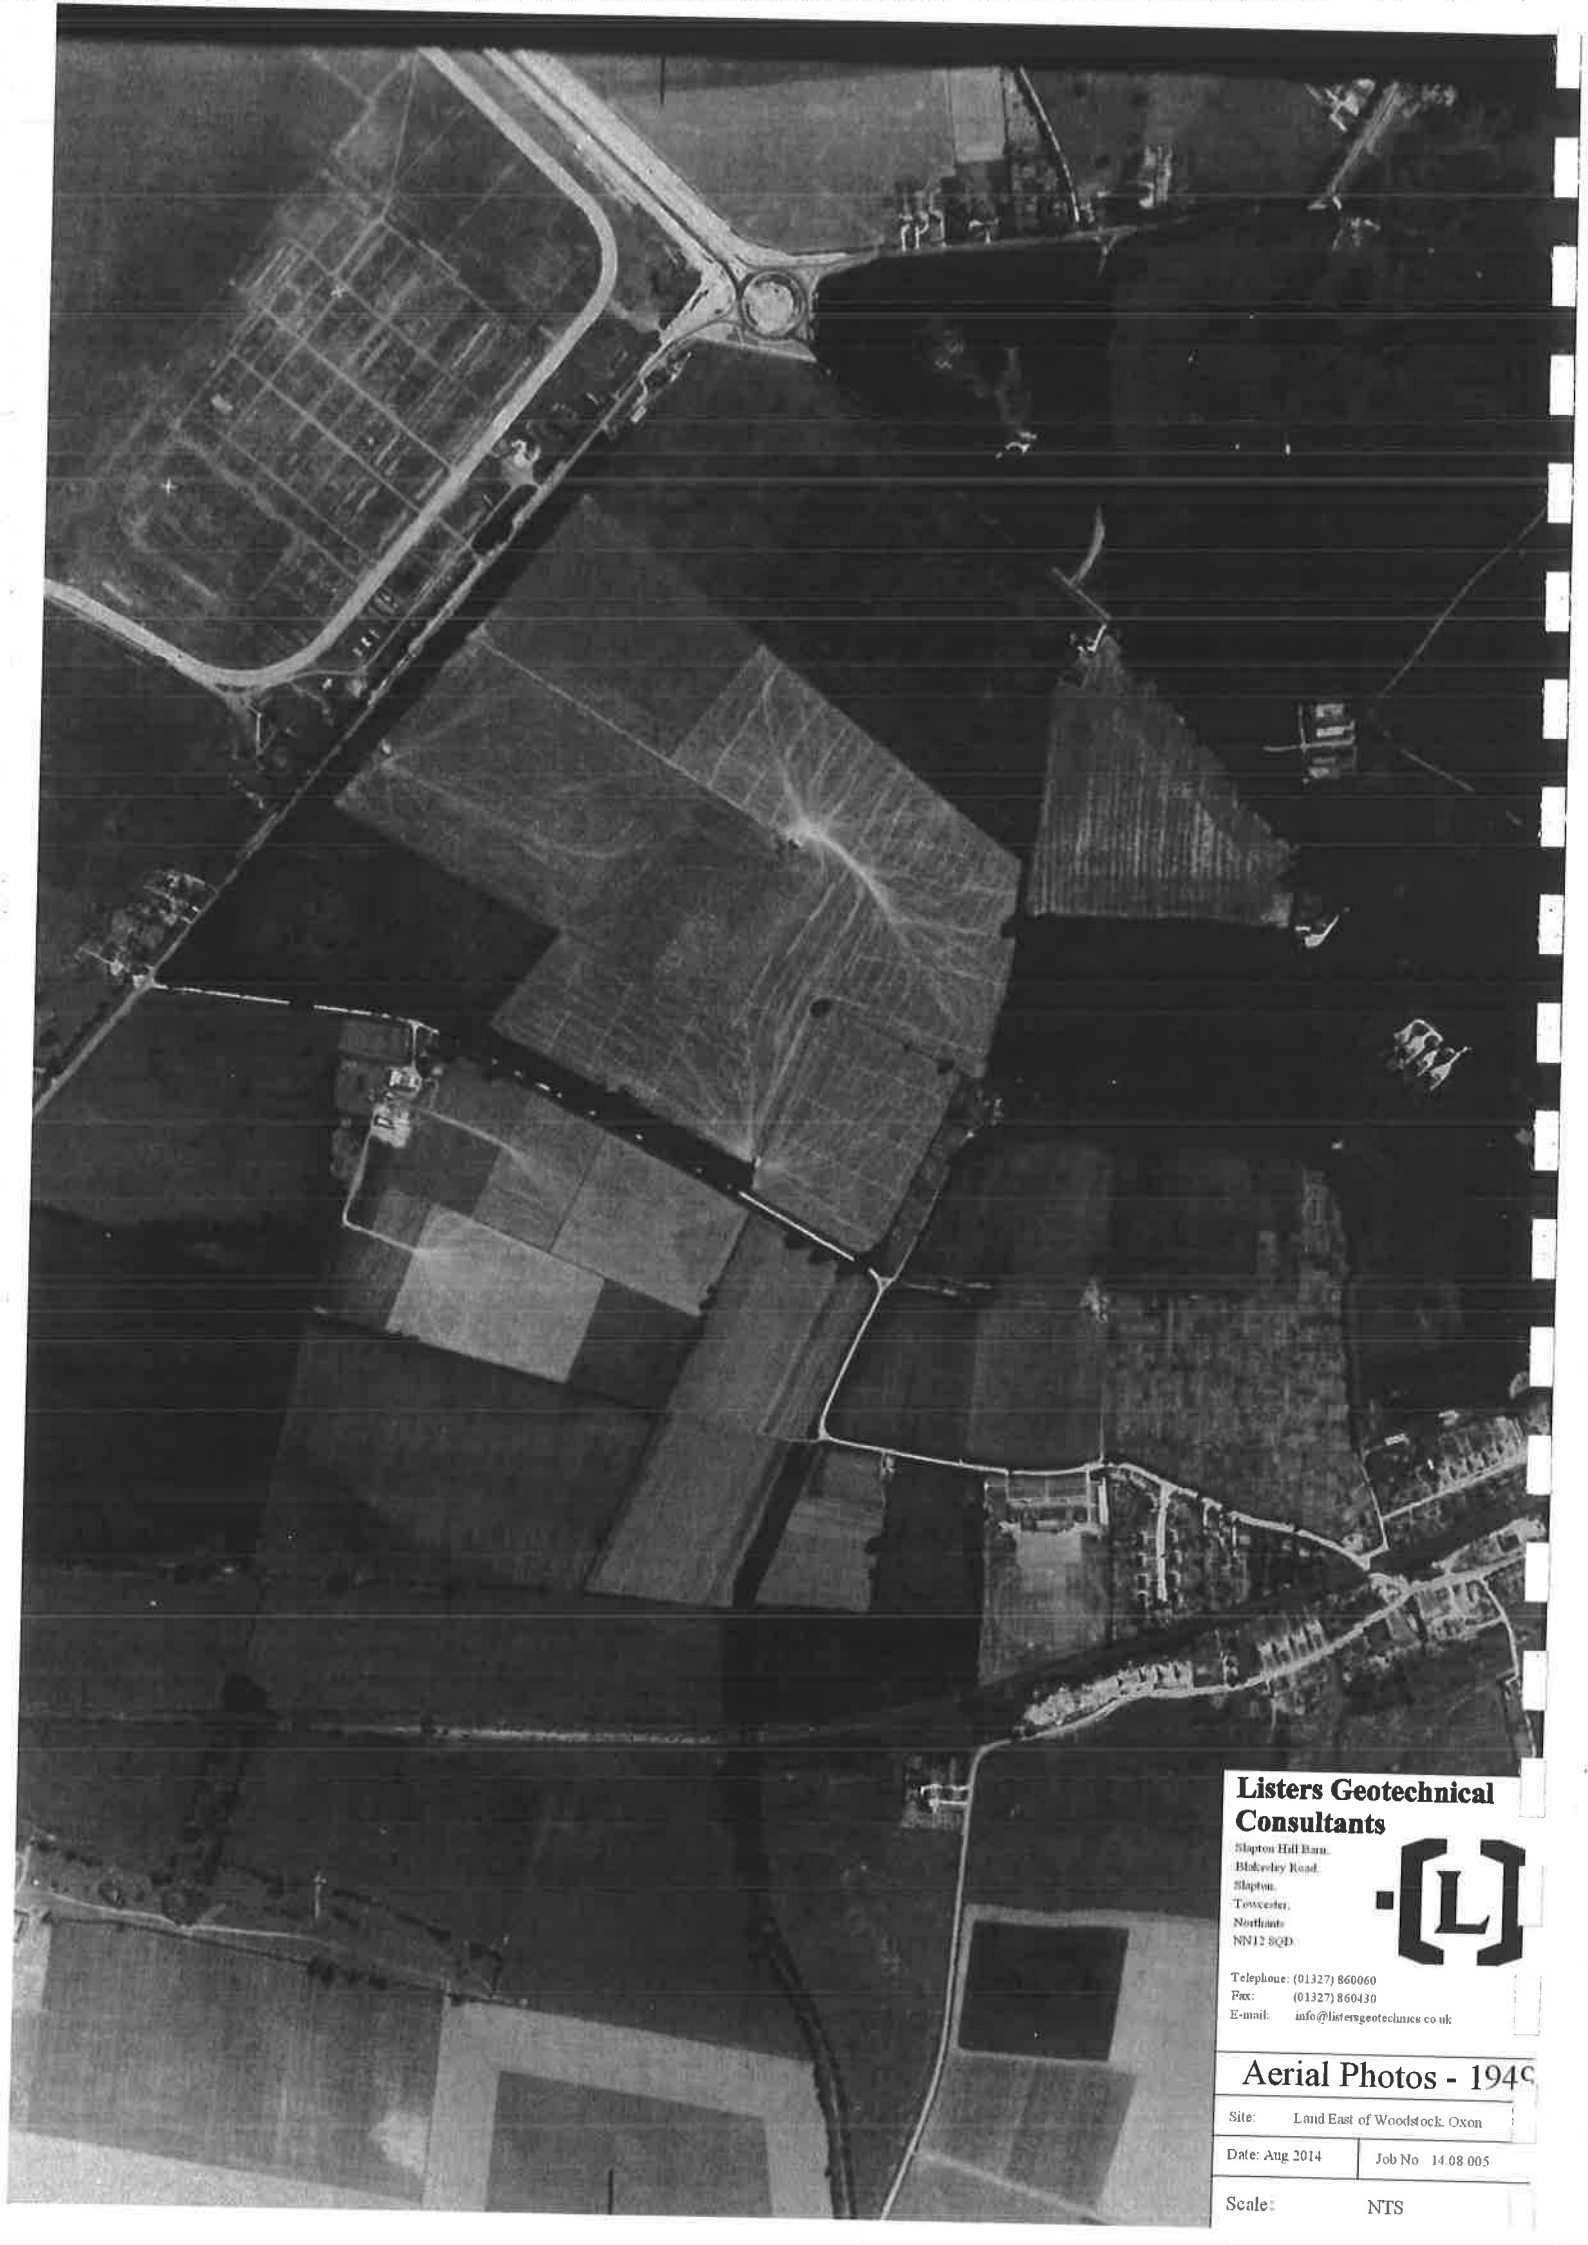 Listers Geotechnical
Consultants
Slapton Hill Barn,
Blakesley Road,
Slapton,
Towcester,
Northants
NN12 8QD.
L
Telephone: (01327) 860060
Fax: (01327) 860430
E-mail: info@listersgeotechnics.co.uk
Aerial Photos - 1949
Site: Land East of Woodstock, Oxon
Date: Aug 2014
Job No 14.08.005
Scale: NTS